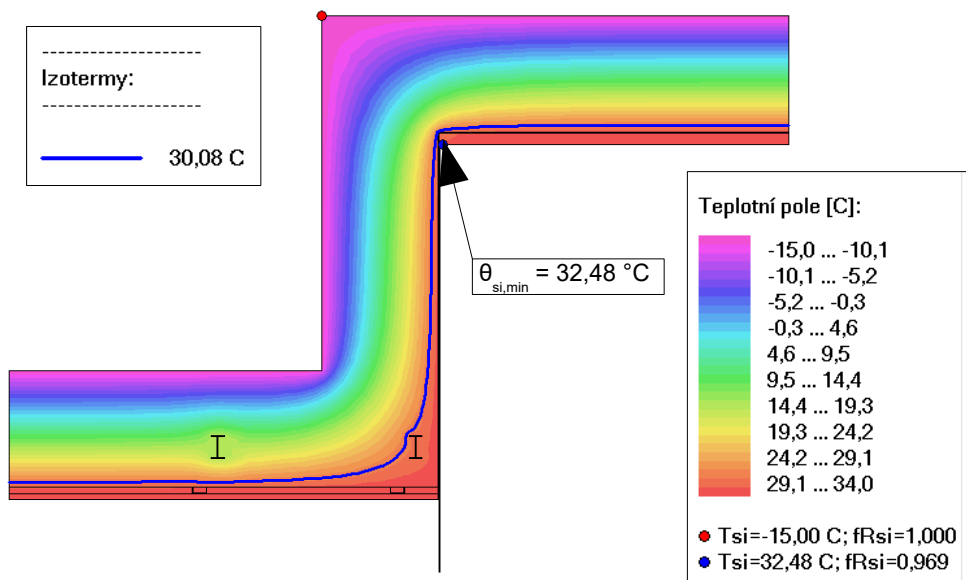 --------------------
Izotermy:
--------------------
30,08 C
θsi,min = 32,48 °C
Teplotní pole [C]:
-15,0 ... -10,1
-10,1 ... -5,2
-5,2 ... -0,3
-0,3 ... 4,6
4,6 ... 9,5
9,5 ... 14,4
14,4 ... 19,3
19,3 ... 24,2
24,2 ... 29,1
29,1 ... 34,0
Tsi=-15,00 C; fRsi=1,000
Tsi=32,48 C; fRsi=0,969